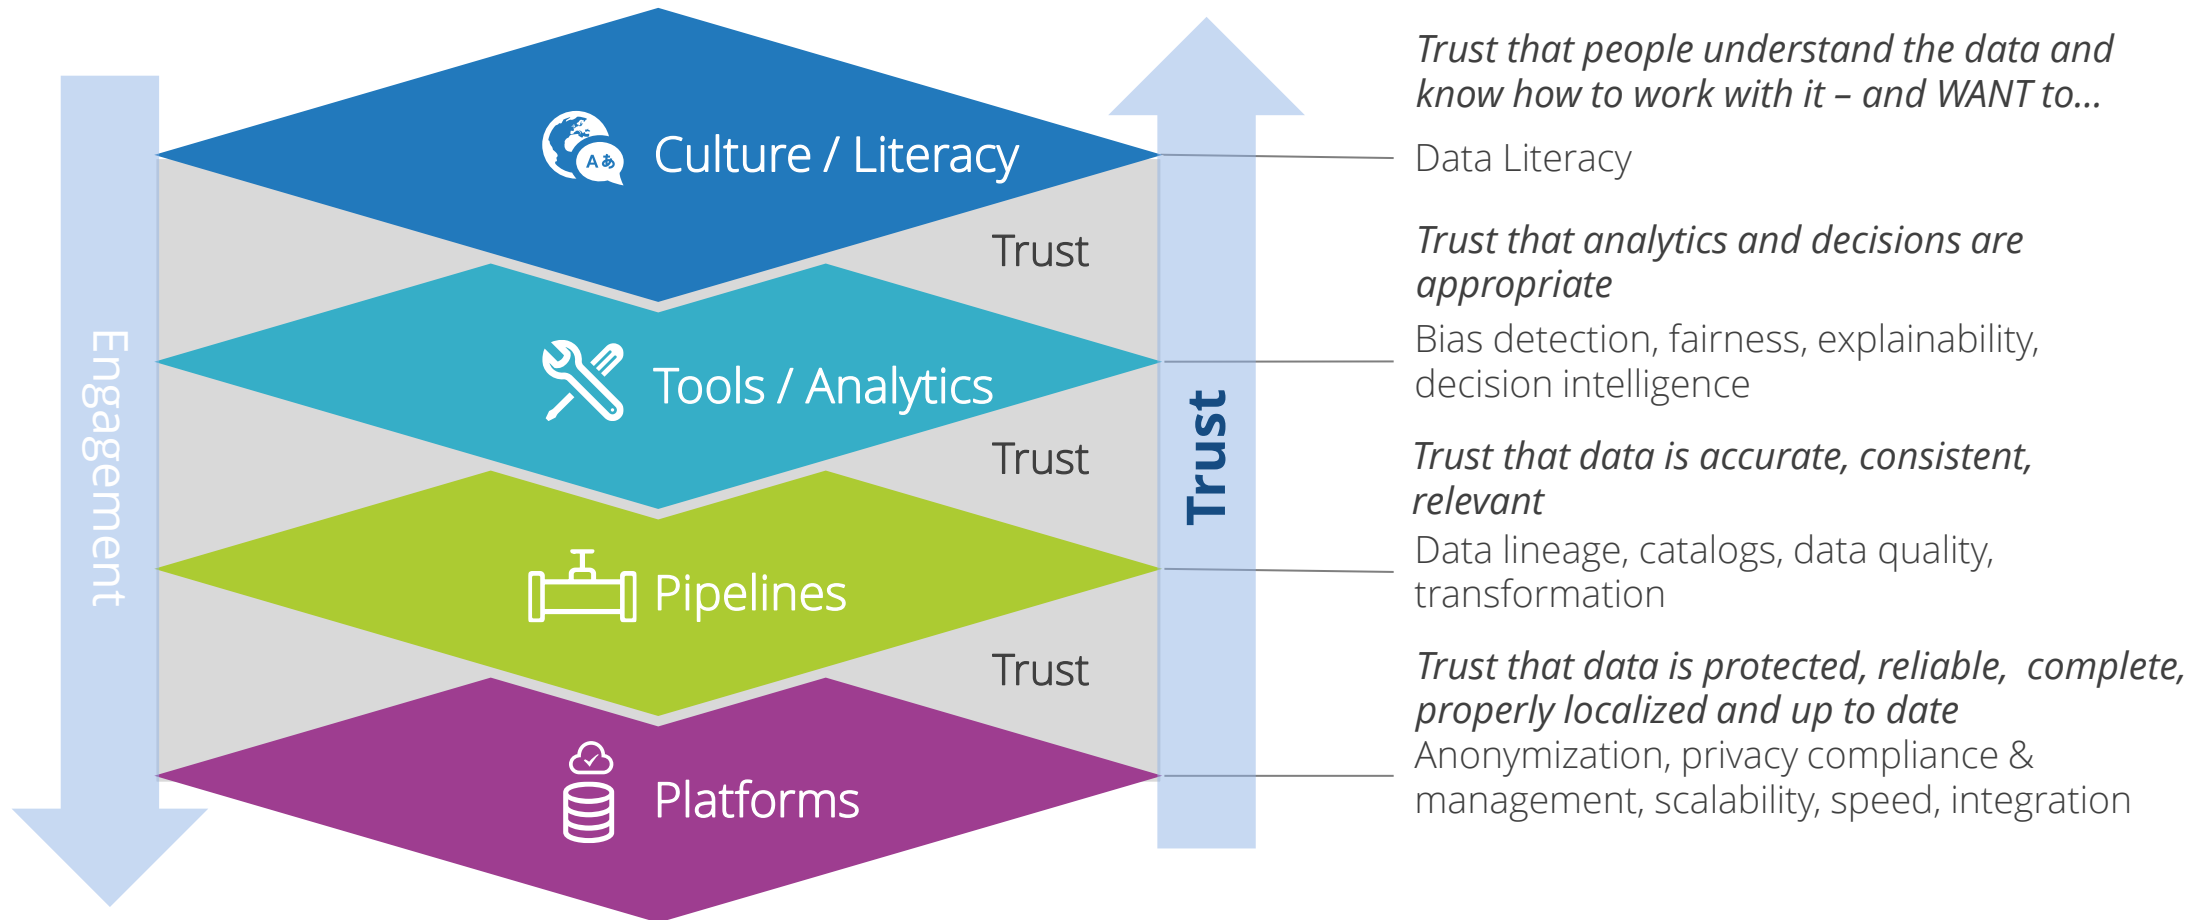 Trust that people understand the data and
know how to work with it – and WANT to...
Culture / Literacy
A あ
Data Literacy
Trust
Trust that analytics and decisions are
appropriate
Bias detection, fairness, explainability,
decision intelligence
Tools / Analytics
Engagement
Trust
Trust
Trust that data is accurate, consistent,
relevant
Data lineage, catalogs, data quality,
transformation
Pipelines
Trust
Trust that data is protected, reliable, complete,
properly localized and up to date
Anonymization, privacy compliance &
management, scalability, speed, integration
Platforms